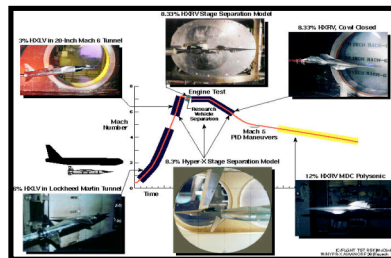 8.33% HXRV Stage Separation Model
3% HXLV in 20-Inch Mach 6 Tunnel
8.33% HXRV, Cowl-Closed
Engine Test
Research
Vehicle
Separation
Mach
Number
Mach 5
PID Maneuvers
Time
8.3% Hyper-X Stage Separation Model
6% HXLV in Lockheed Martin Tunnel
12% HXRV MDC Polysonic